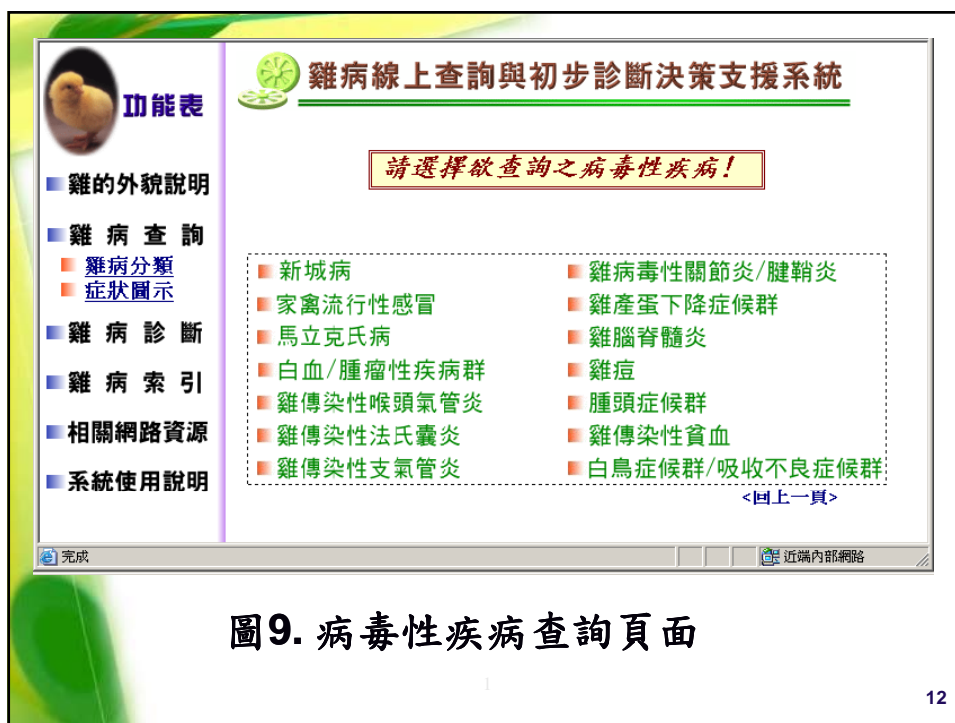 功能表
雞的外貌說明
雞病查詢
雞病分類
症狀圖示
雞病診斷
雞病索引
相關網路資源
系統使用說明
雞病線上查詢與初步診斷決策支援系統
請選擇欲查詢之病毒性疾病!
新城病
家禽流行性感冒
馬立克氏病
白血/腫瘤性疾病群
雞傳染性喉頭氣管炎
雞傳染性法氏囊炎
雞傳染性支氣管炎
雞病毒性關節炎/腱鞘炎
雞產蛋下降症候群
雞腦脊髓炎
雞痘
腫頭症候群
雞傳染性貧血
白鳥症候群/吸收不良症候群
<回上一頁>
完成
近端內部網路
圖9. 病毒性疾病查詢頁面
1
12